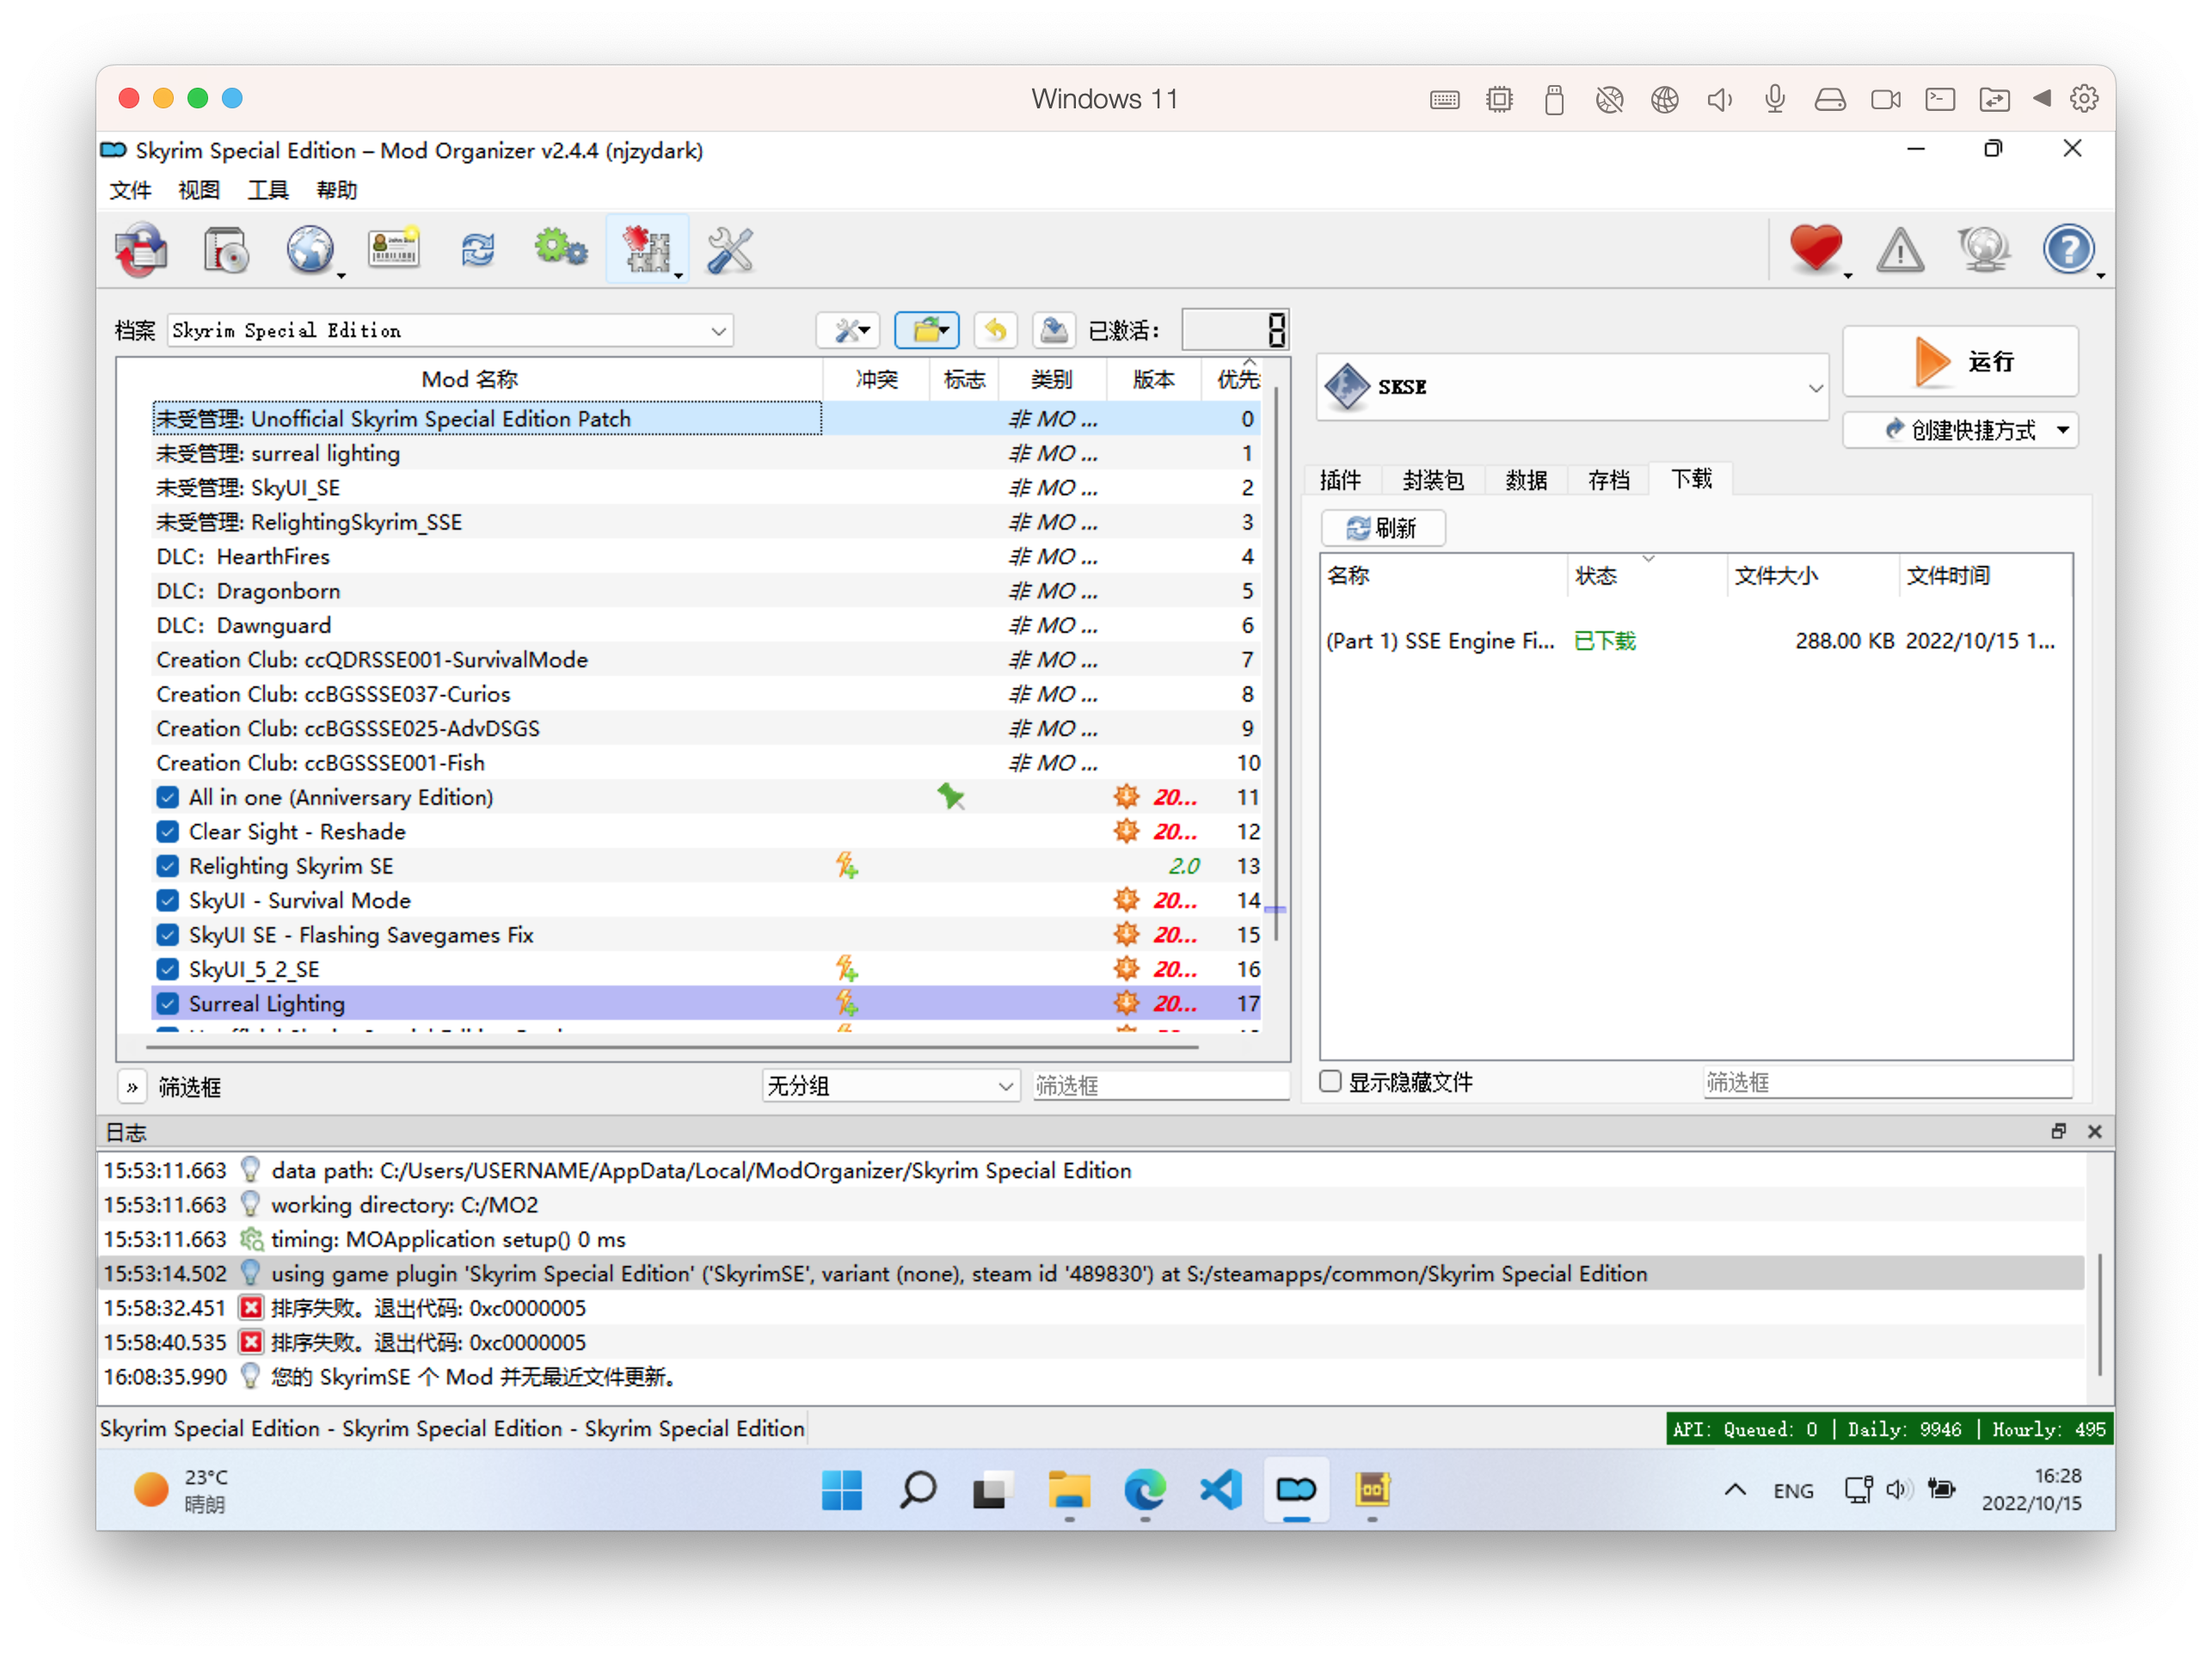 Windows 11
Skyrim Special Edition – Mod Organizer v2.4.4 (njzydark)
文件 视图 工具 帮助
档案 Skyrim Special Edition 已激活: 8
Mod 名称 冲突 标志 类别 版本 优先
未受管理: Unofficial Skyrim Special Edition Patch 非 MO ... 0
未受管理: surreal lighting 非 MO ... 1
未受管理: SkyUI_SE 非 MO ... 2
未受管理: RelightingSkyrim_SSE 非 MO ... 3
DLC: HearthFires 非 MO ... 4
DLC: Dragonborn 非 MO ... 5
DLC: Dawnguard 非 MO ... 6
Creation Club: ccQDRSSE001-SurvivalMode 非 MO ... 7
Creation Club: ccBGSSSE037-Curios 非 MO ... 8
Creation Club: ccBGSSSE025-AdvDSGS 非 MO ... 9
Creation Club: ccBGSSSE001-Fish 非 MO ... 10
All in one (Anniversary Edition) 20... 11
Clear Sight - Reshade 20... 12
Relighting Skyrim SE 2.0 13
SkyUI - Survival Mode 20... 14
SkyUI SE - Flashing Savegames Fix 20... 15
SkyUI_5_2_SE 20... 16
Surreal Lighting 20... 17
» 筛选框 无分组 筛选框
SKSE
运行
创建快捷方式
插件 封装包 数据 存档 下载
刷新
名称 状态 文件大小 文件时间
(Part 1) SSE Engine Fi... 已下载 288.00 KB 2022/10/15 1...
显示隐藏文件 筛选框
日志
15:53:11.663 data path: C:/Users/USERNAME/AppData/Local/ModOrganizer/Skyrim Special Edition
15:53:11.663 working directory: C:/MO2
15:53:11.663 timing: MOApplication setup() 0 ms
15:53:14.502 using game plugin 'Skyrim Special Edition' ('SkyrimSE', variant (none), steam id '489830') at S:/steamapps/common/Skyrim Special Edition
15:58:32.451 排序失败。退出代码: 0xc0000005
15:58:40.535 排序失败。退出代码: 0xc0000005
16:08:35.990 您的 SkyrimSE 个 Mod 并无最近文件更新。
Skyrim Special Edition - Skyrim Special Edition - Skyrim Special Edition
API: Queued: 0 | Daily: 9946 | Hourly: 495
23°C
晴朗
ENG
16:28
2022/10/15